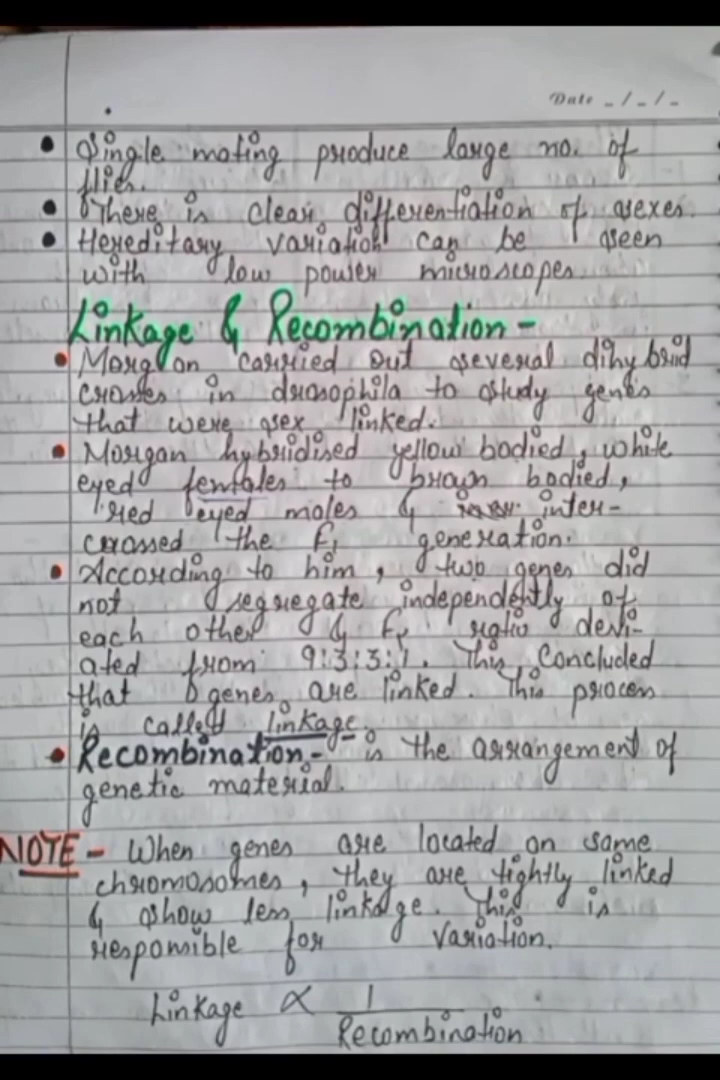 Date _ / _ / _
• Single mating produce large no. of
flies.
• There is clear differentiation of sexes.
• Hereditary variation can be seen
with low power microscopes
Linkage & Recombination -
• Morgan carried out several dihybrid
crosses in drosophila to study genes
that were sex linked.
• Morgan hybridised yellow bodied, white
eyed females to brown bodied,
red eyed males & inter-
crossed the F1 generation.
• According to him, two genes did
not segregate independently of
each other & F1 ratio devi-
ated from 9:3:3:1. This concluded
that genes are linked. This process
is called linkage.
• Recombination - is the arrangement of
genetic material.
NOTE - When genes are located on same
chromosomes, they are tightly linked
& show less linkage. This is
responsible for variation.
Linkage ∝ 1
Recombination